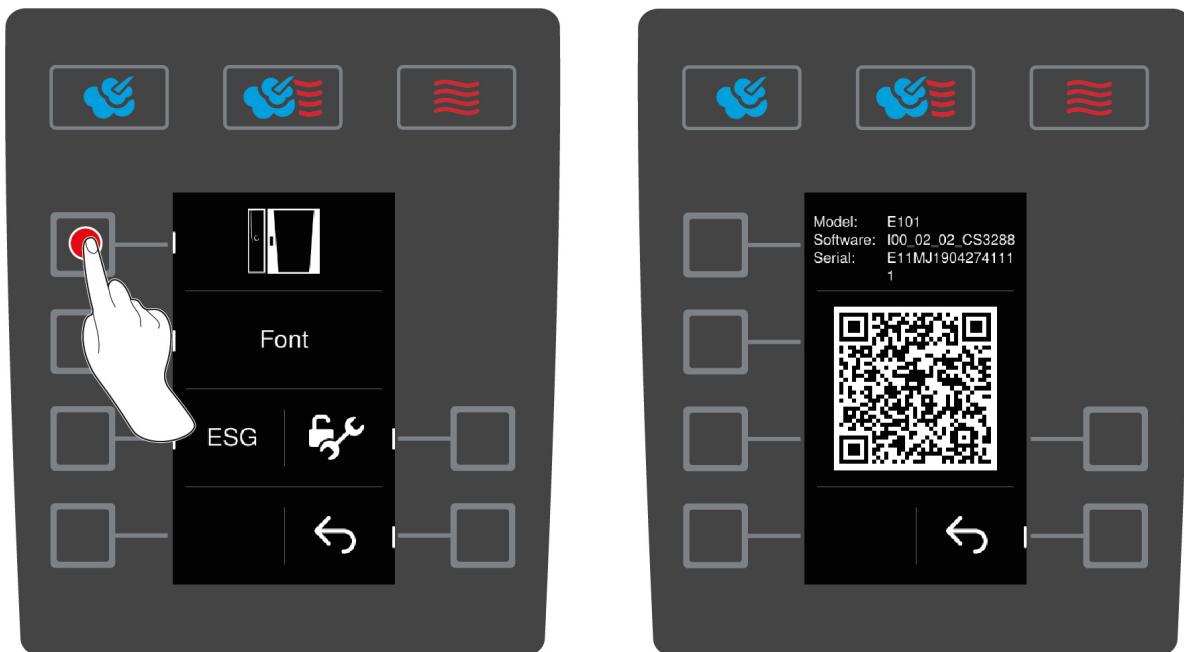 Font
ESG
Model: E101
Software: I00_02_02_CS3288
Serial: E11MJ1904274111
1